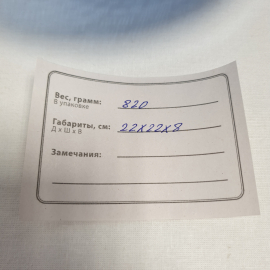 Вес, грамм: 820
В упаковке
Габариты, см: 22х22х8
Д х Ш х В
Замечания: